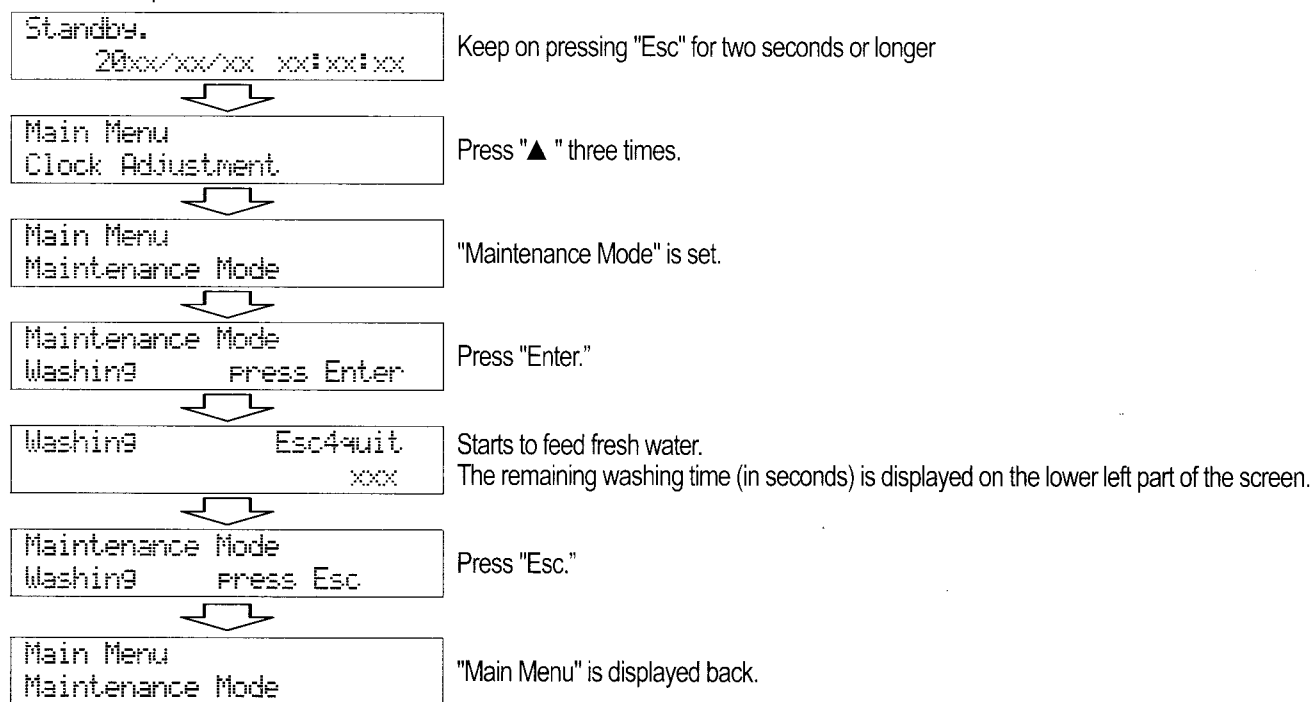 Standby.
20xx/xx/xx xx:xx:xx
Keep on pressing "Esc" for two seconds or longer
Main Menu
Clock Adjustment
Press "▲ " three times.
Main Menu
Maintenance Mode
"Maintenance Mode" is set.
Maintenance Mode
Washing press Enter
Press "Enter."
Washing Esc4quit
xxx
Starts to feed fresh water.
The remaining washing time (in seconds) is displayed on the lower left part of the screen.
Maintenance Mode
Washing press Esc
Press "Esc."
Main Menu
Maintenance Mode
"Main Menu" is displayed back.